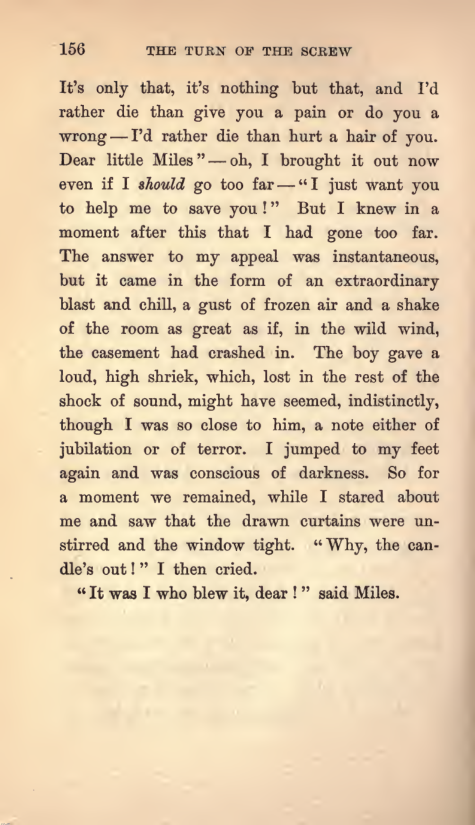 156 THE TURN OF THE SCREW
It's only that, it's nothing but that, and I'd
rather die than give you a pain or do you a
wrong — I'd rather die than hurt a hair of you.
Dear little Miles" — oh, I brought it out now
even if I should go too far — "I just want you
to help me to save you!" But I knew in a
moment after this that I had gone too far.
The answer to my appeal was instantaneous,
but it came in the form of an extraordinary
blast and chill, a gust of frozen air and a shake
of the room as great as if, in the wild wind,
the casement had crashed in. The boy gave a
loud, high shriek, which, lost in the rest of the
shock of sound, might have seemed, indistinctly,
though I was so close to him, a note either of
jubilation or of terror. I jumped to my feet
again and was conscious of darkness. So for
a moment we remained, while I stared about
me and saw that the drawn curtains were un-
stirred and the window tight. "Why, the can-
dle's out!" I then cried.
"It was I who blew it, dear!" said Miles.